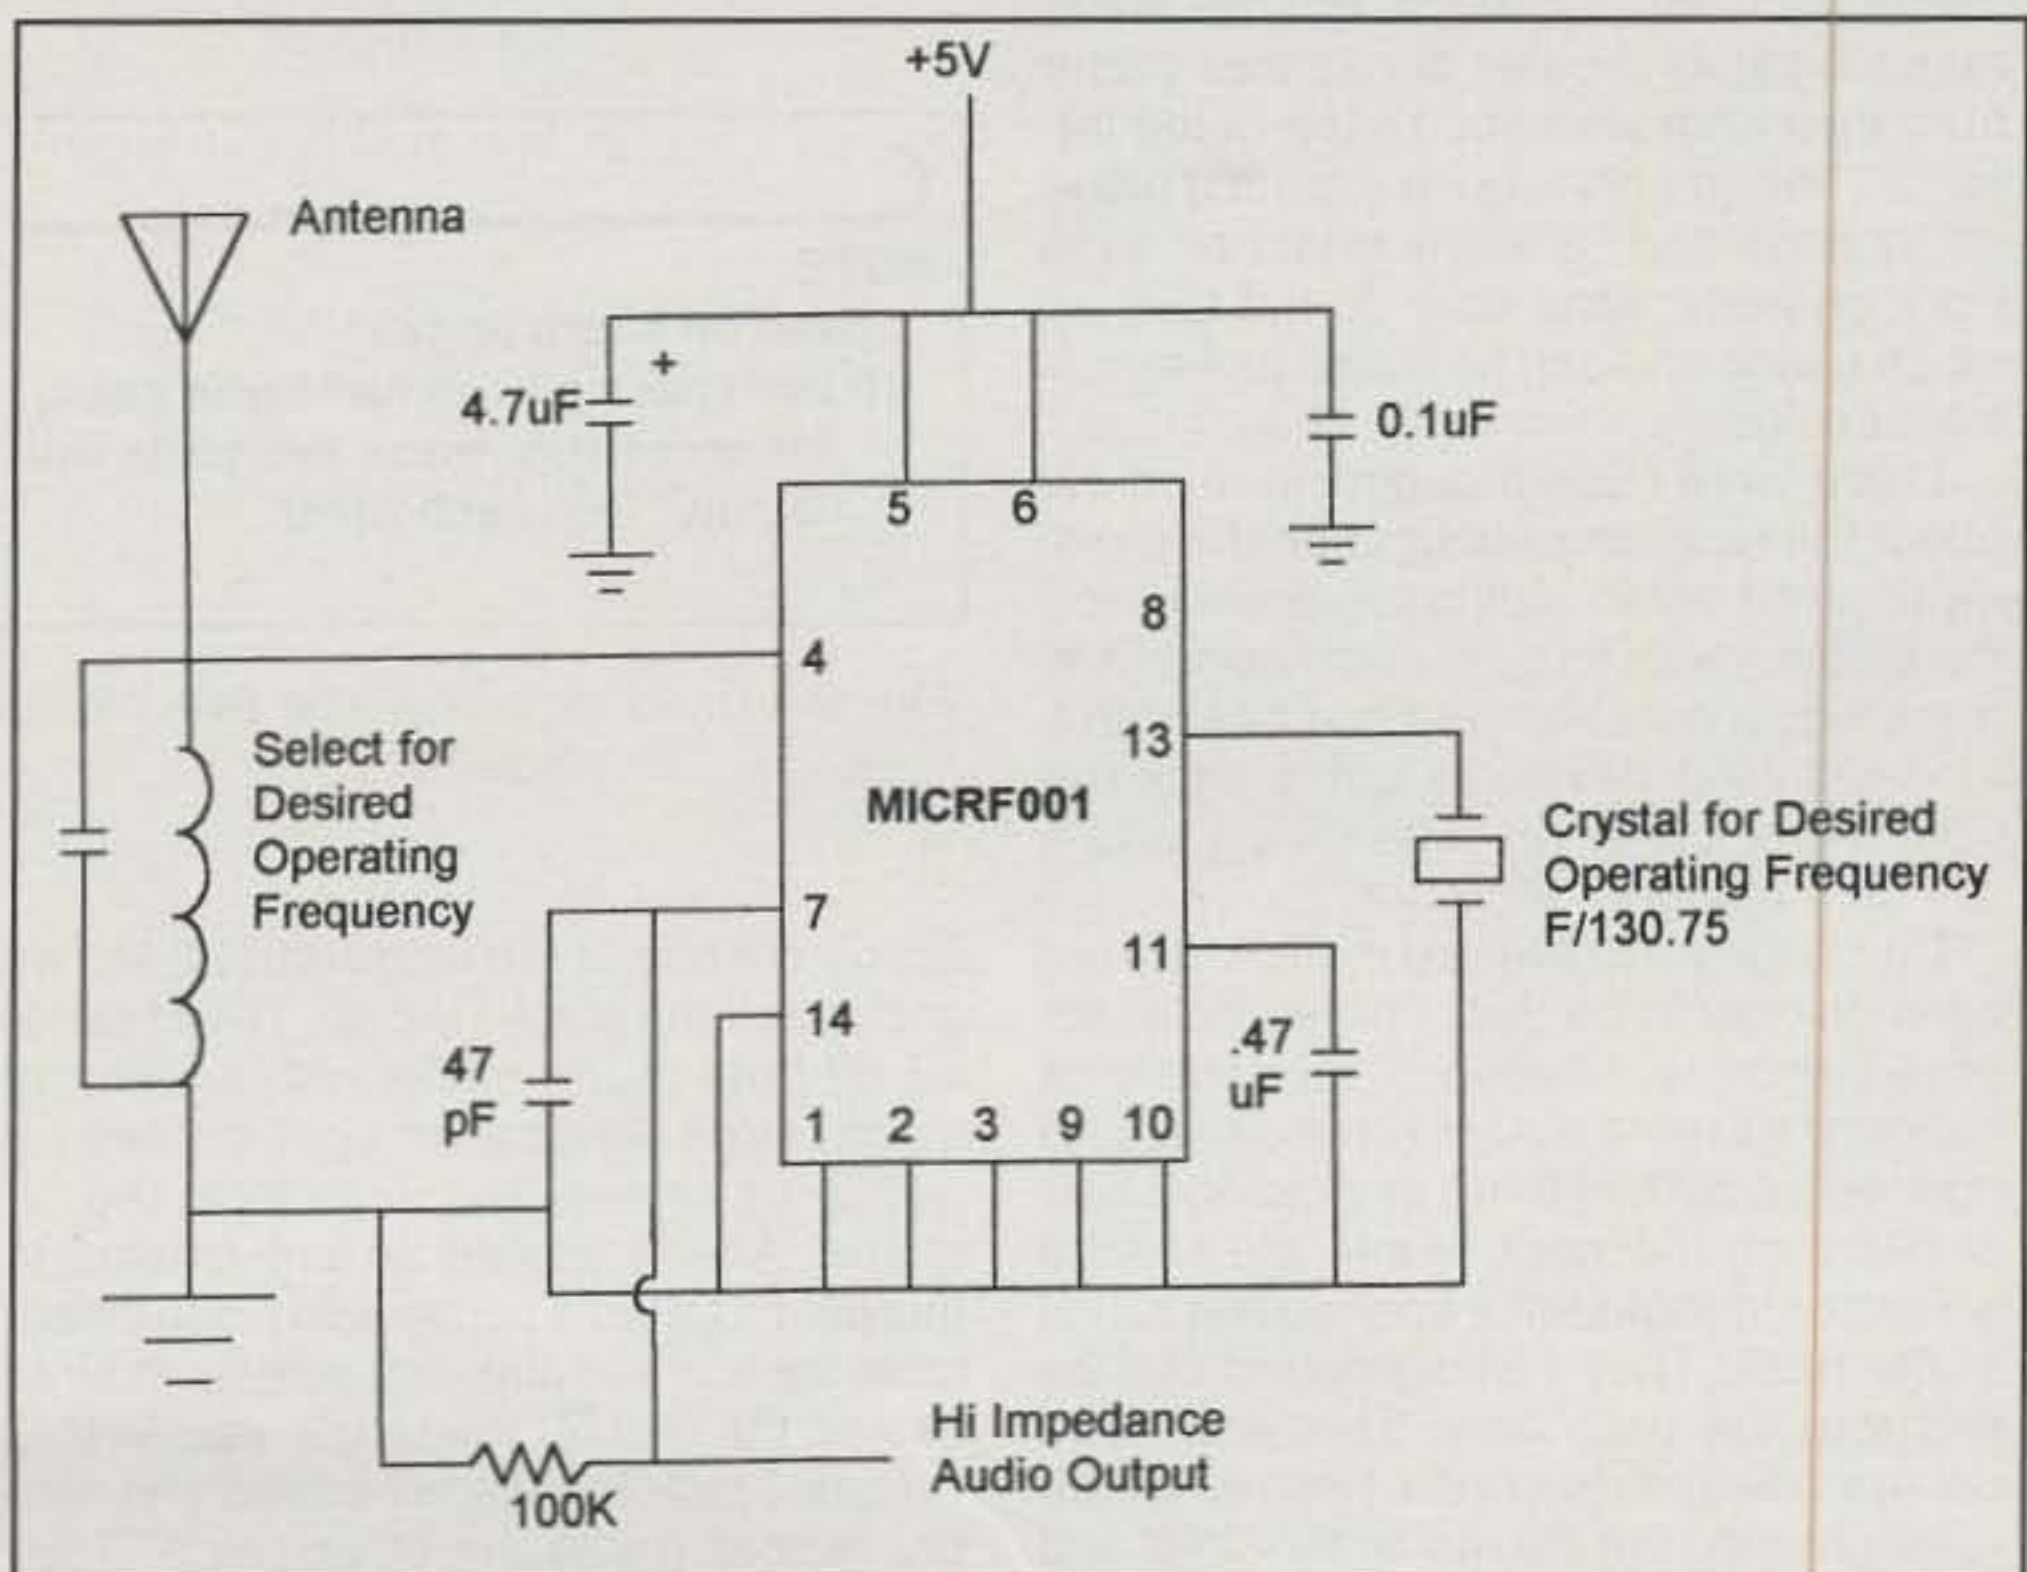 +5V
Antenna
+
4.7uF
0.1uF
5
6
8
4
13
Select for
Desired
Operating
Frequency
MICRF001
Crystal for Desired
Operating Frequency
F/130.75
7
11
14
47
pF
.47
uF
1 2 3 9 10
Hi Impedance
Audio Output
100K